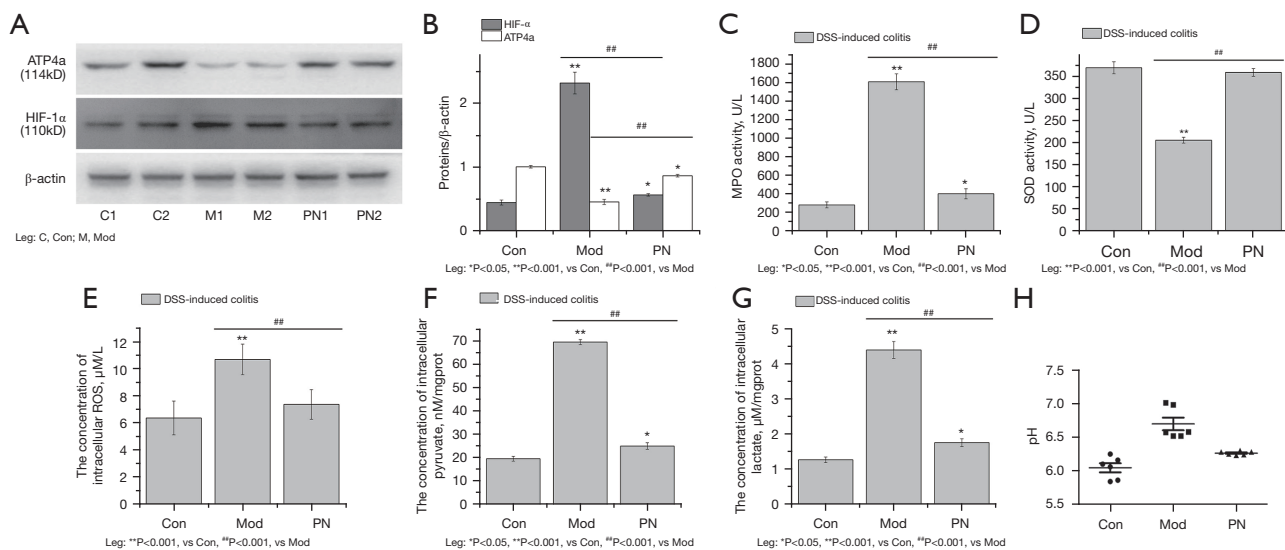 A
ATP4a
(114kD)
HIF-1α
(110kD)
β-actin
C1 C2 M1 M2 PN1 PN2
Leg: C, Con; M, Mod
B
HIF-α
ATP4a
Proteins/β-actin
2
1
0
##
**
##
**
*
*
Con Mod PN
Leg: *P<0.05, **P<0.001, vs Con, ##P<0.001, vs Mod
C
DSS-induced colitis
MPO activity, U/L
1800
1600
1400
1200
1000
800
600
400
200
0
##
**
*
Con Mod PN
Leg: *P<0.05, **P<0.001, vs Con, ##P<0.001, vs Mod
D
DSS-induced colitis
SOD activity, U/L
350
300
250
200
150
100
50
0
##
**
Con Mod PN
Leg: **P<0.001, vs Con, ##P<0.001, vs Mod
E
DSS-induced colitis
The concentration of
intracellular ROS, μM/L
12
10
8
6
4
2
0
##
**
Con Mod PN
Leg: **P<0.001, vs Con, ##P<0.001, vs Mod
F
DSS-induced colitis
The concentration of intracellular
pyruvate, nM/mgprot
70
60
50
40
30
20
10
0
##
**
*
Con Mod PN
Leg: *P<0.05, **P<0.001, vs Con, ##P<0.001, vs Mod
G
DSS-induced colitis
The concentration of intracellular
lactate, μM/mgprot
5
4
3
2
1
0
##
**
*
Con Mod PN
Leg: *P<0.05, **P<0.001, vs Con, ##P<0.001, vs Mod
H
pH
7.5
7.0
6.5
6.0
5.5
Con Mod PN